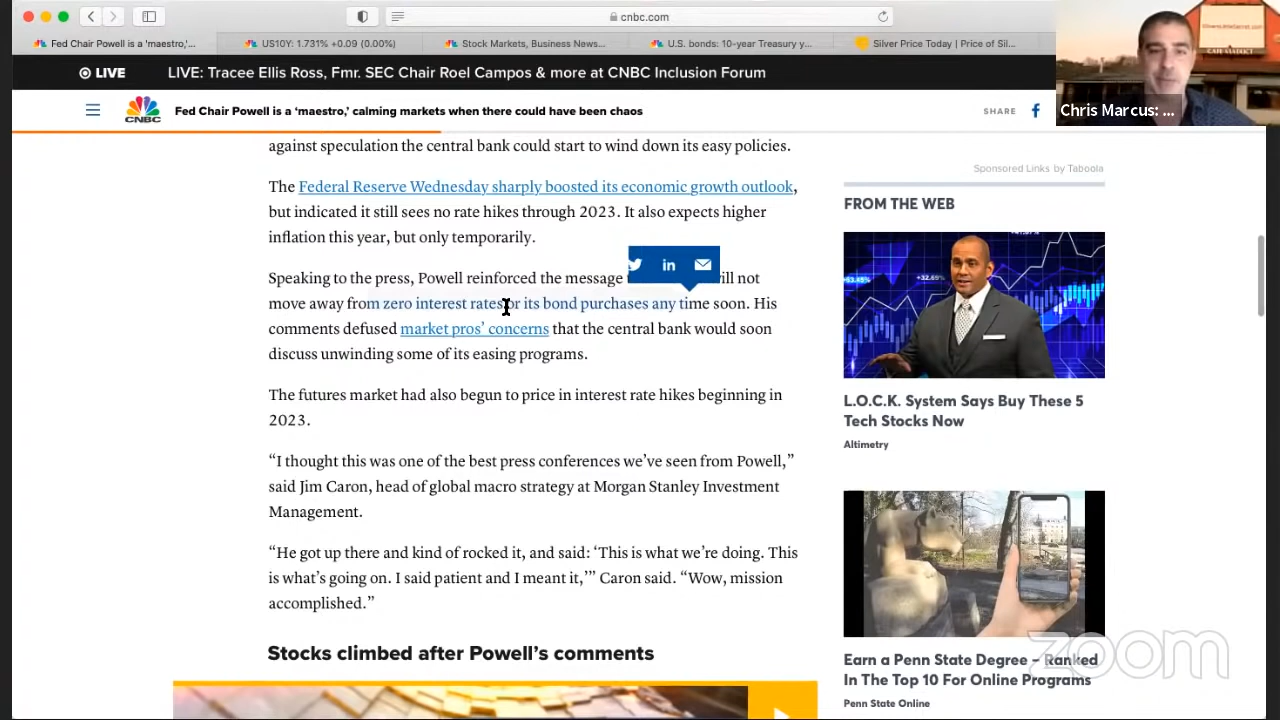 cnbc.com
Fed Chair Powell is a 'maestro,'...
US10Y: 1.731% +0.09 (0.00%)
Stock Markets, Business News...
U.S. bonds: 10-year Treasury y...
Silver Price Today | Price of Sil...
CAFE VIADUCT
Chris Marcus: ...
LIVE
LIVE: Tracee Ellis Ross, Fmr. SEC Chair Roel Campos & more at CNBC Inclusion Forum
CNBC
Fed Chair Powell is a ‘maestro,’ calming markets when there could have been chaos
SHARE
against speculation the central bank could start to wind down its easy policies.
The Federal Reserve Wednesday sharply boosted its economic growth outlook,
but indicated it still sees no rate hikes through 2023. It also expects higher
inflation this year, but only temporarily.
Speaking to the press, Powell reinforced the message ill not
move away from zero interest rates or its bond purchases any time soon. His
comments defused market pros’ concerns that the central bank would soon
discuss unwinding some of its easing programs.
The futures market had also begun to price in interest rate hikes beginning in
2023.
“I thought this was one of the best press conferences we’ve seen from Powell,”
said Jim Caron, head of global macro strategy at Morgan Stanley Investment
Management.
“He got up there and kind of rocked it, and said: ‘This is what we’re doing. This
is what’s going on. I said patient and I meant it,’” Caron said. “Wow, mission
accomplished.”
Stocks climbed after Powell’s comments
Sponsored Links by Taboola
FROM THE WEB
L.O.C.K. System Says Buy These 5
Tech Stocks Now
Altimetry
Earn a Penn State Degree – Ranked
In The Top 10 For Online Programs
Penn State Online
zoom